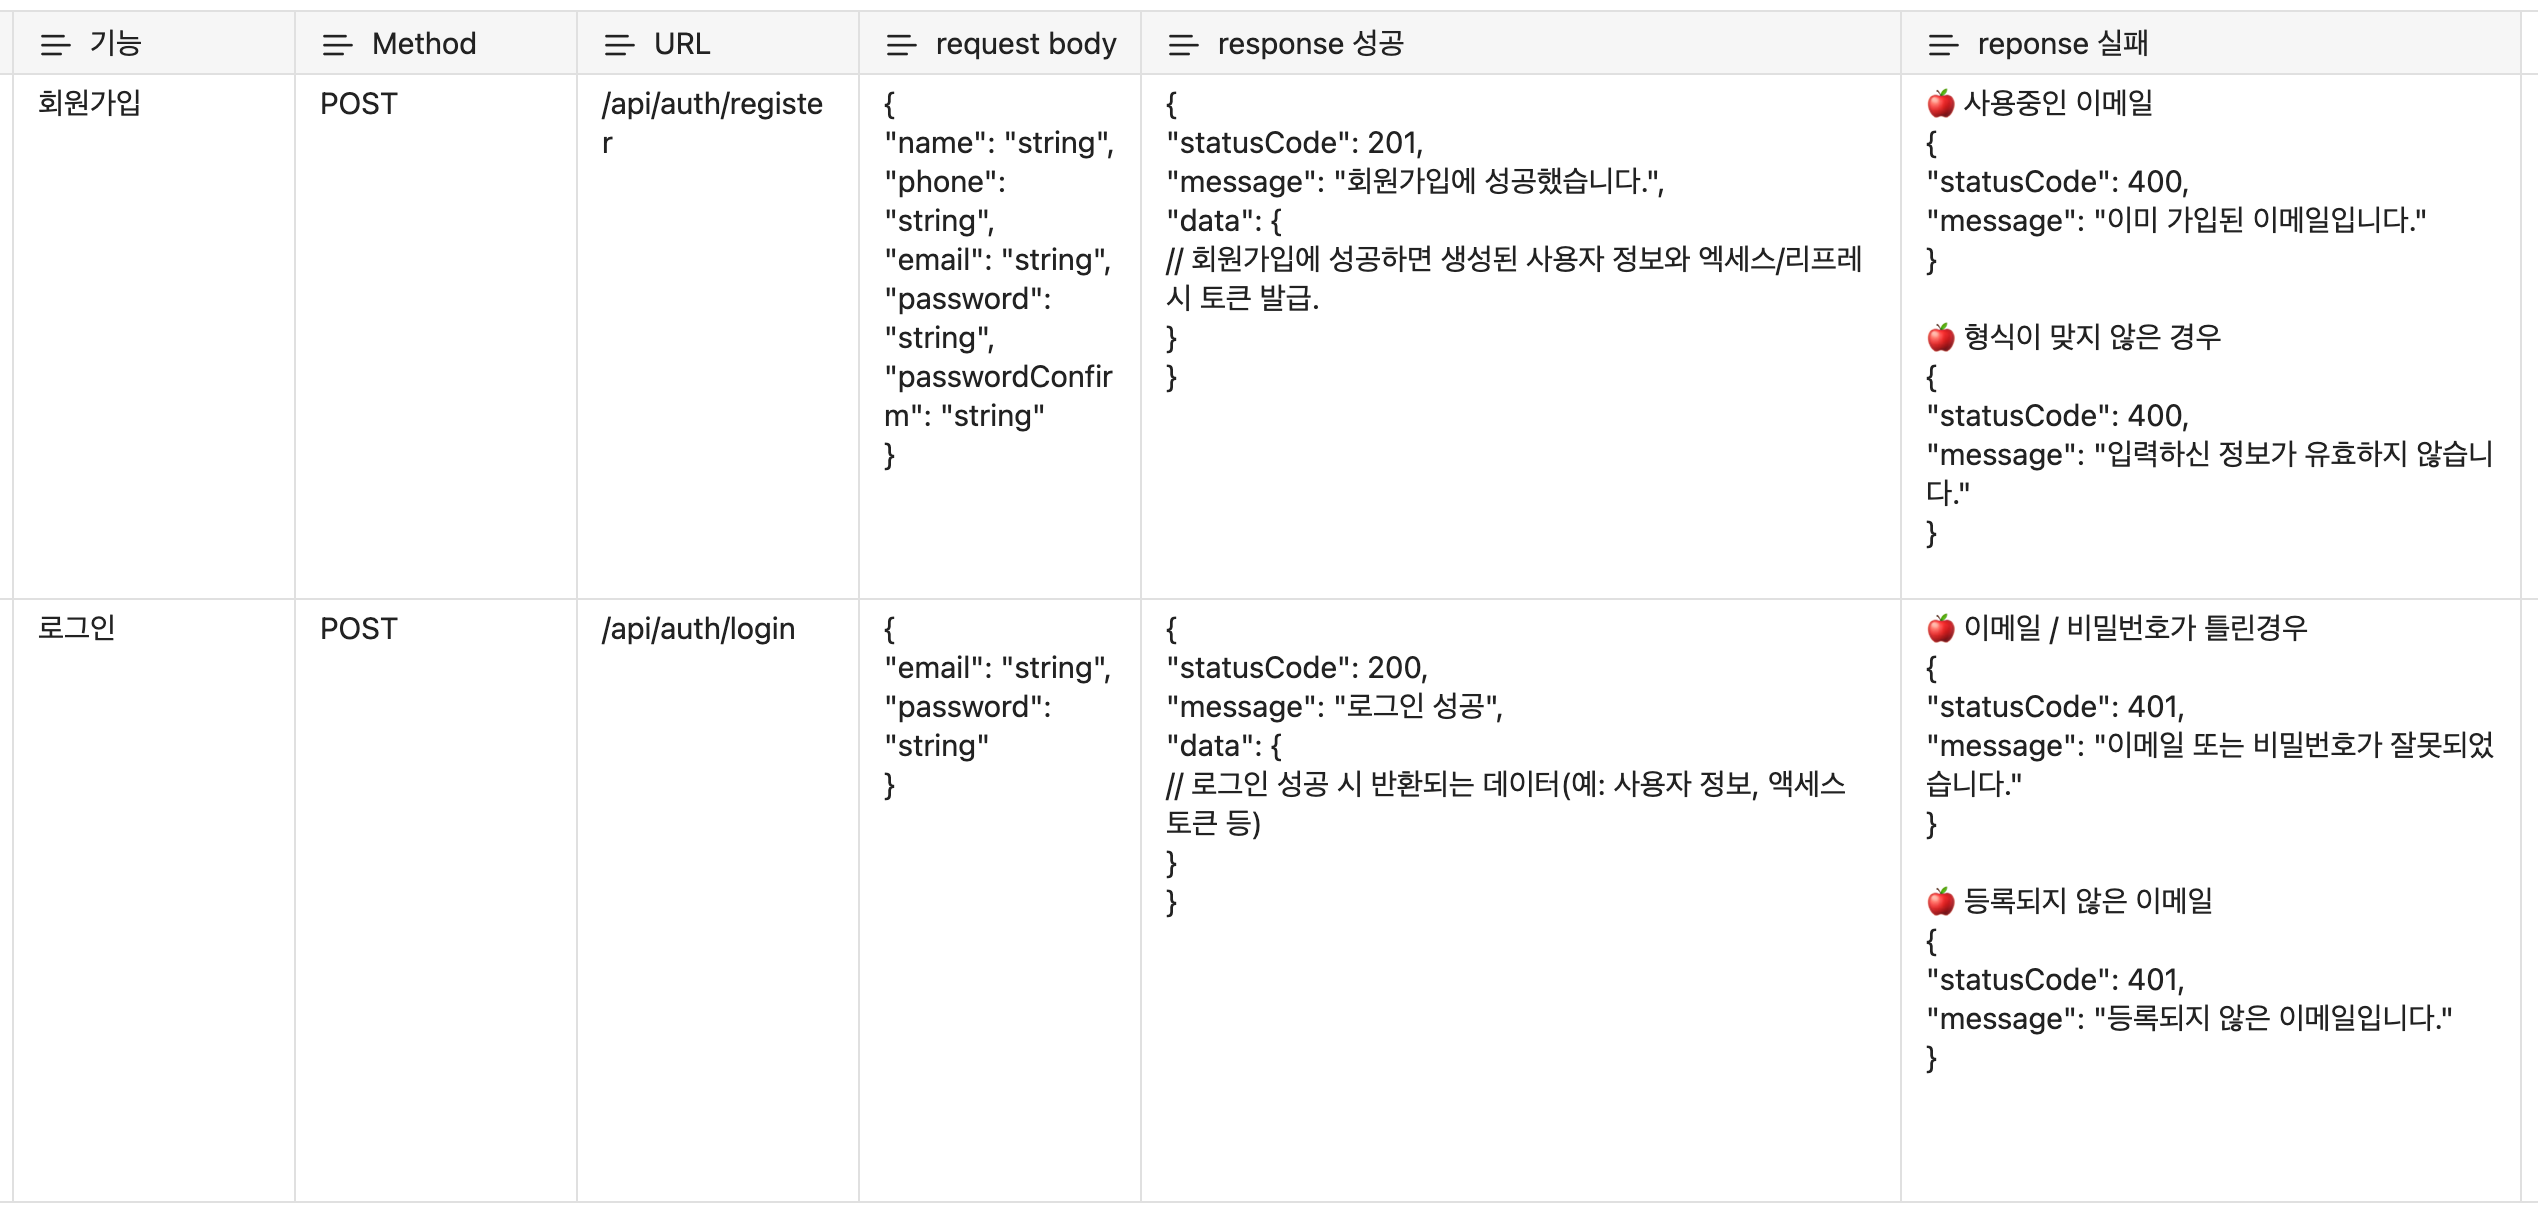 기능
Method
URL
request body
response 성공
reponse 실패
회원가입
POST
/api/auth/registe
r
{
"name": "string",
"phone":
"string",
"email": "string",
"password":
"string",
"passwordConfir
m": "string"
}
{
"statusCode": 201,
"message": "회원가입에 성공했습니다.",
"data": {
// 회원가입에 성공하면 생성된 사용자 정보와 엑세스/리프레
시 토큰 발급.
}
}
🍎 사용중인 이메일
{
"statusCode": 400,
"message": "이미 가입된 이메일입니다."
}
🍎 형식이 맞지 않은 경우
{
"statusCode": 400,
"message": "입력하신 정보가 유효하지 않습니
다."
}
로그인
POST
/api/auth/login
{
"email": "string",
"password":
"string"
}
{
"statusCode": 200,
"message": "로그인 성공",
"data": {
// 로그인 성공 시 반환되는 데이터(예: 사용자 정보, 액세스
토큰 등)
}
}
🍎 이메일 / 비밀번호가 틀린경우
{
"statusCode": 401,
"message": "이메일 또는 비밀번호가 잘못되었
습니다."
}
🍎 등록되지 않은 이메일
{
"statusCode": 401,
"message": "등록되지 않은 이메일입니다."
}